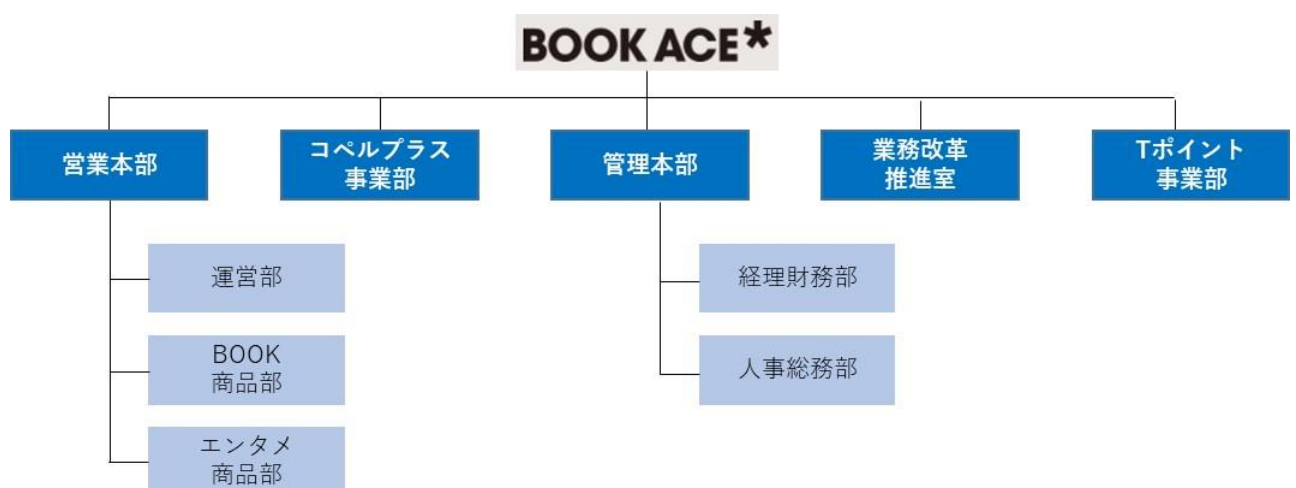 BOOK ACE*
営業本部
コペルプラス
事業部
管理本部
業務改革
推進室
Tポイント
事業部
運営部
BOOK
商品部
エンタメ
商品部
経理財務部
人事総務部